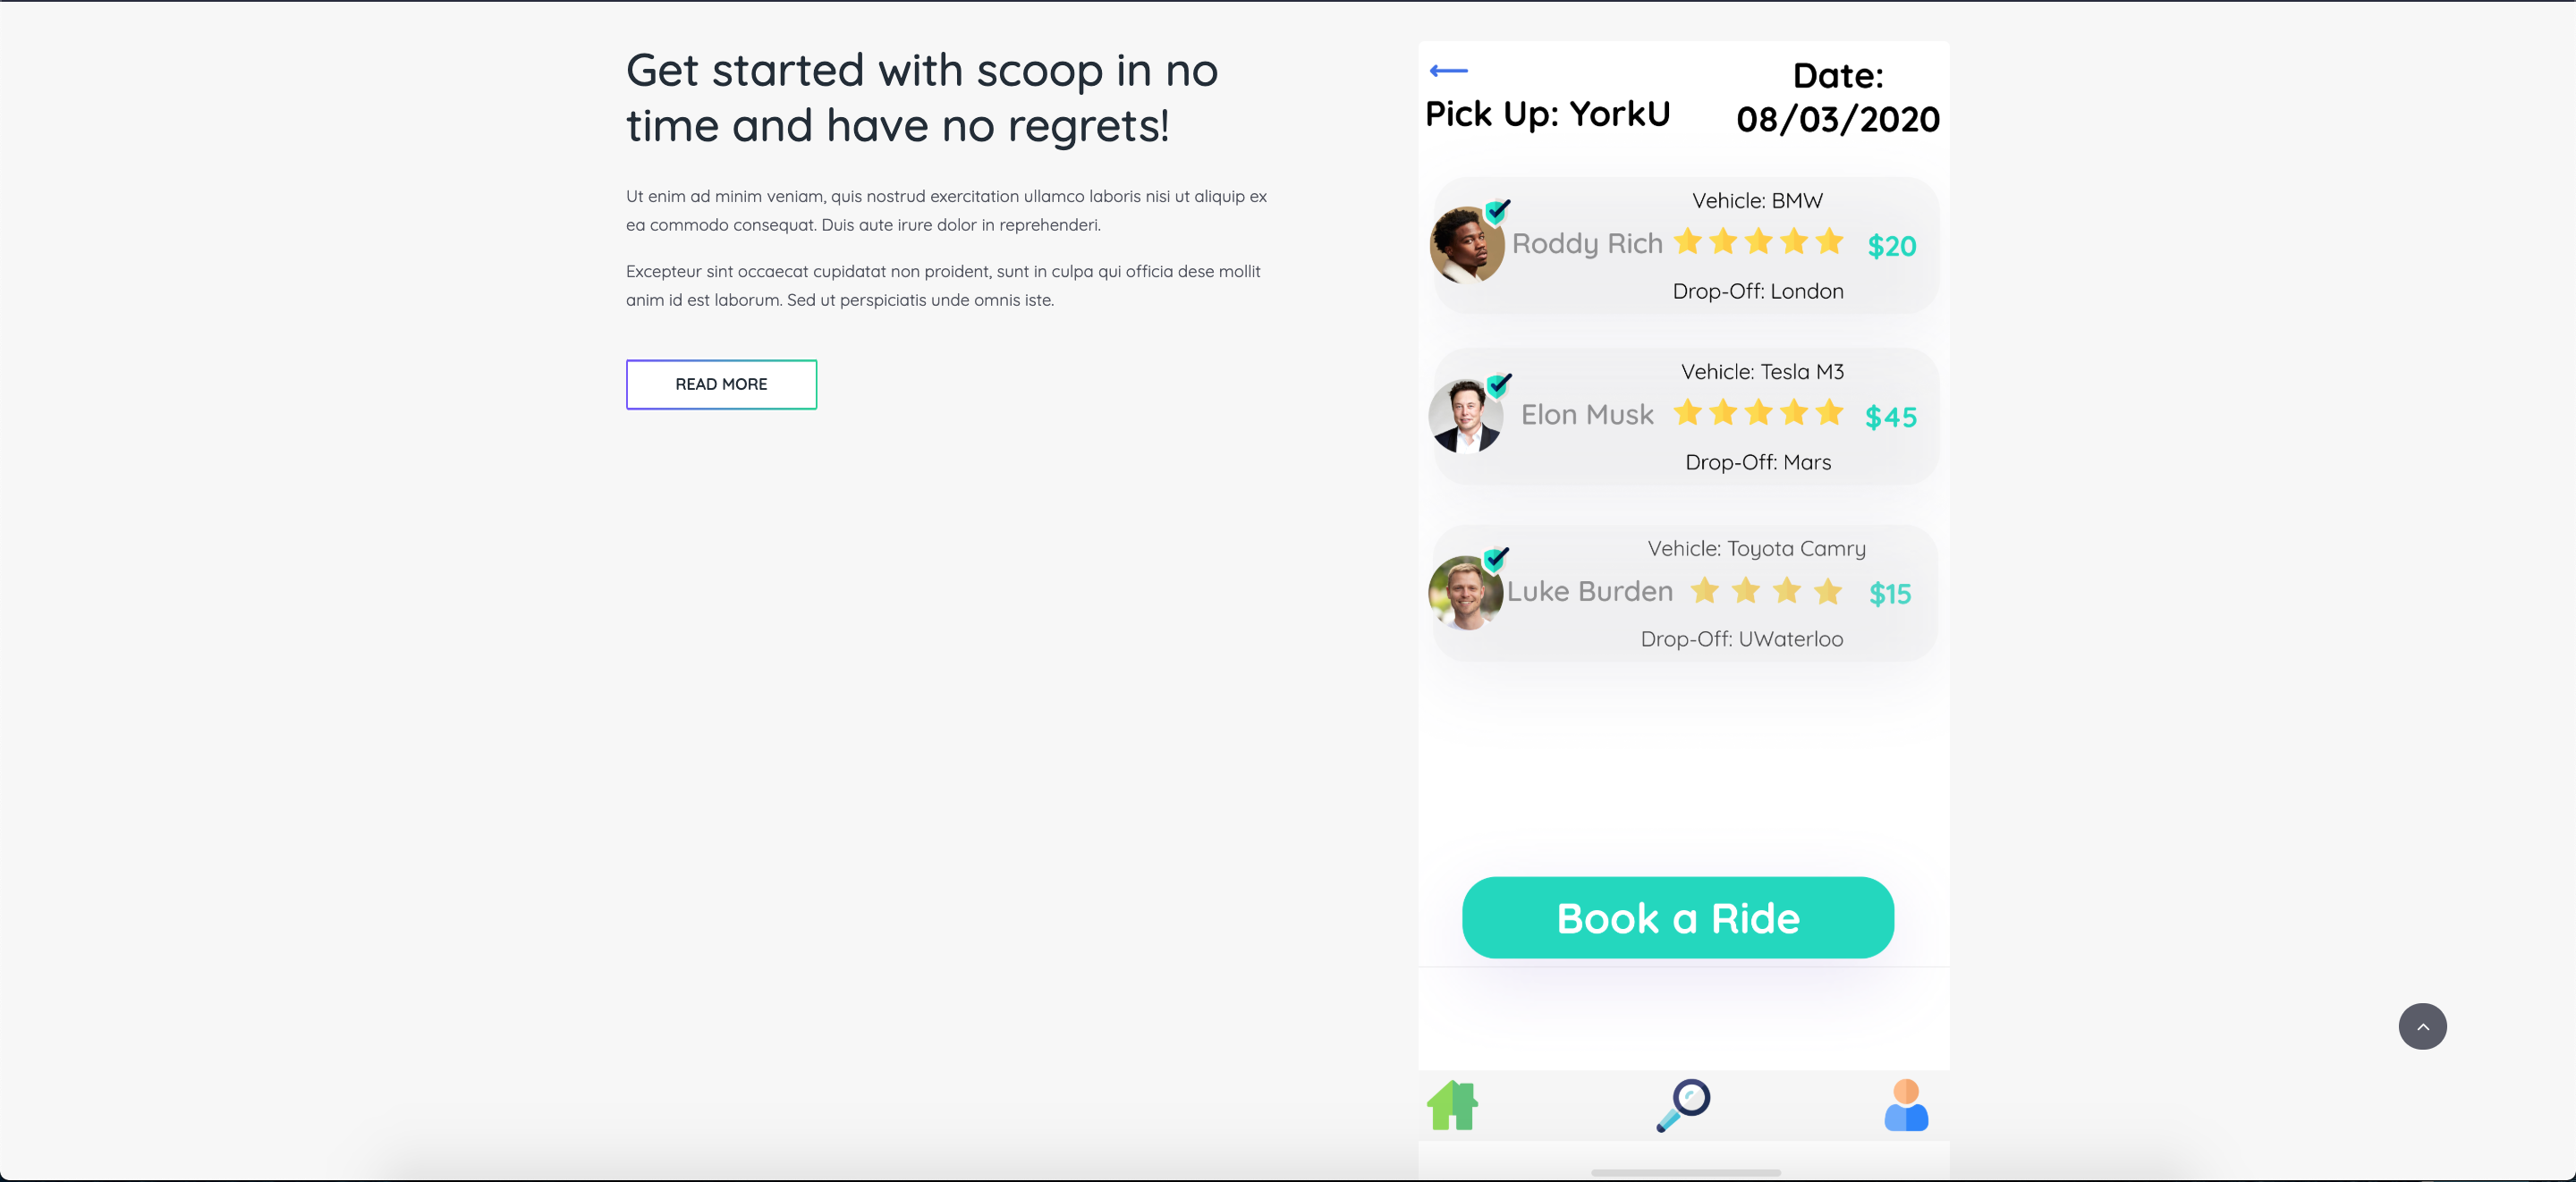 Get started with scoop in no
time and have no regrets!
Ut enim ad minim veniam, quis nostrud exercitation ullamco laboris nisi ut aliquip ex
ea commodo consequat. Duis aute irure dolor in reprehenderi.
Excepteur sint occaecat cupidatat non proident, sunt in culpa qui officia dese mollit
anim id est laborum. Sed ut perspiciatis unde omnis iste.
READ MORE
Pick Up: YorkU
Date:
08/03/2020
Vehicle: BMW
Roddy Rich
$20
Drop-Off: London
Vehicle: Tesla M3
Elon Musk
$45
Drop-Off: Mars
Vehicle: Toyota Camry
Luke Burden
$15
Drop-Off: UWaterloo
Book a Ride